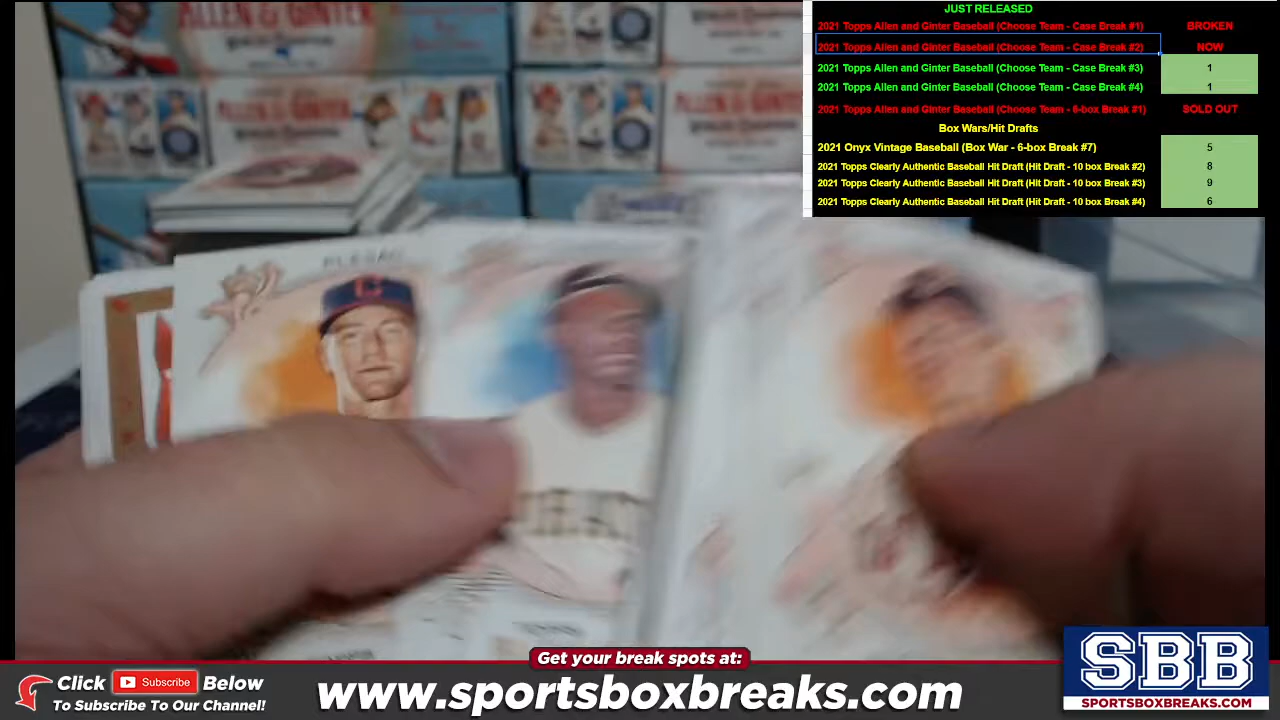 JUST RELEASED
2021 Topps Allen and Ginter Baseball (Choose Team - Case Break #1) BROKEN
2021 Topps Allen and Ginter Baseball (Choose Team - Case Break #2) NOW
2021 Topps Allen and Ginter Baseball (Choose Team - Case Break #3) 1
2021 Topps Allen and Ginter Baseball (Choose Team - Case Break #4) 1
2021 Topps Allen and Ginter Baseball (Choose Team - 6-box Break #1) SOLD OUT
Box Wars/Hit Drafts
2021 Onyx Vintage Baseball (Box War - 6-box Break #7) 5
2021 Topps Clearly Authentic Baseball Hit Draft (Hit Draft - 10 box Break #2) 8
2021 Topps Clearly Authentic Baseball Hit Draft (Hit Draft - 10 box Break #3) 9
2021 Topps Clearly Authentic Baseball Hit Draft (Hit Draft - 10 box Break #4) 6
ALLEN & GINTER
PLESAC
C
Get your break spots at:
Click Subscribe Below
To Subscribe To Our Channel!
www.sportsboxbreaks.com
SBB
SPORTSBOXBREAKS.COM